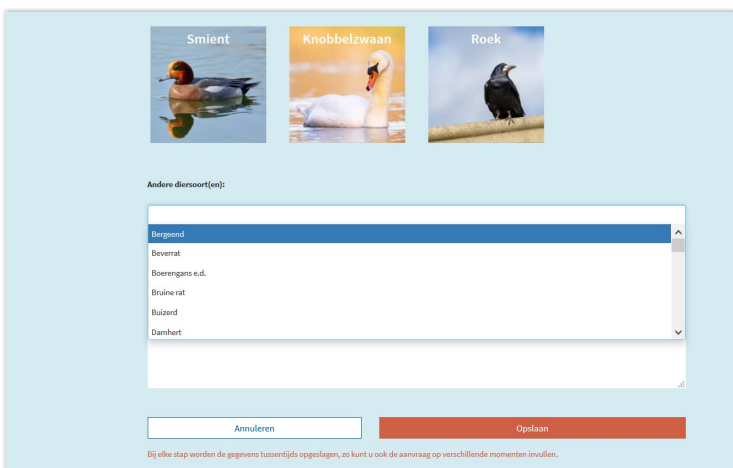 Smient Knobbelzwaan Roek
Andere diersoort(en):
Bergeend
Beverrat
Boerengans e.d.
Bruine rat
Buizerd
Damhert
Annuleren Opslaan
Bij elke stap worden de gegevens tussentijds opgeslagen, zo kunt u ook de aanvraag op verschillende momenten invullen.